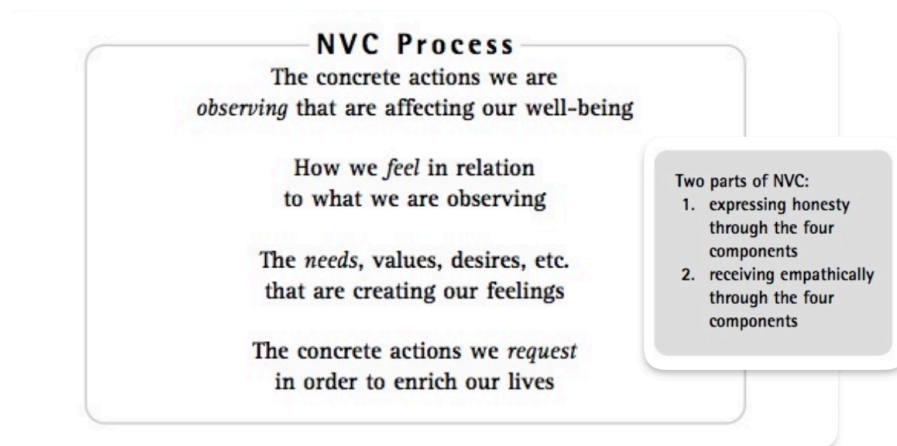 NVC Process
The concrete actions we are
observing that are affecting our well-being
How we feel in relation
to what we are observing
The needs, values, desires, etc.
that are creating our feelings
The concrete actions we request
in order to enrich our lives
Two parts of NVC:
1. expressing honesty
through the four
components
2. receiving empathically
through the four
components